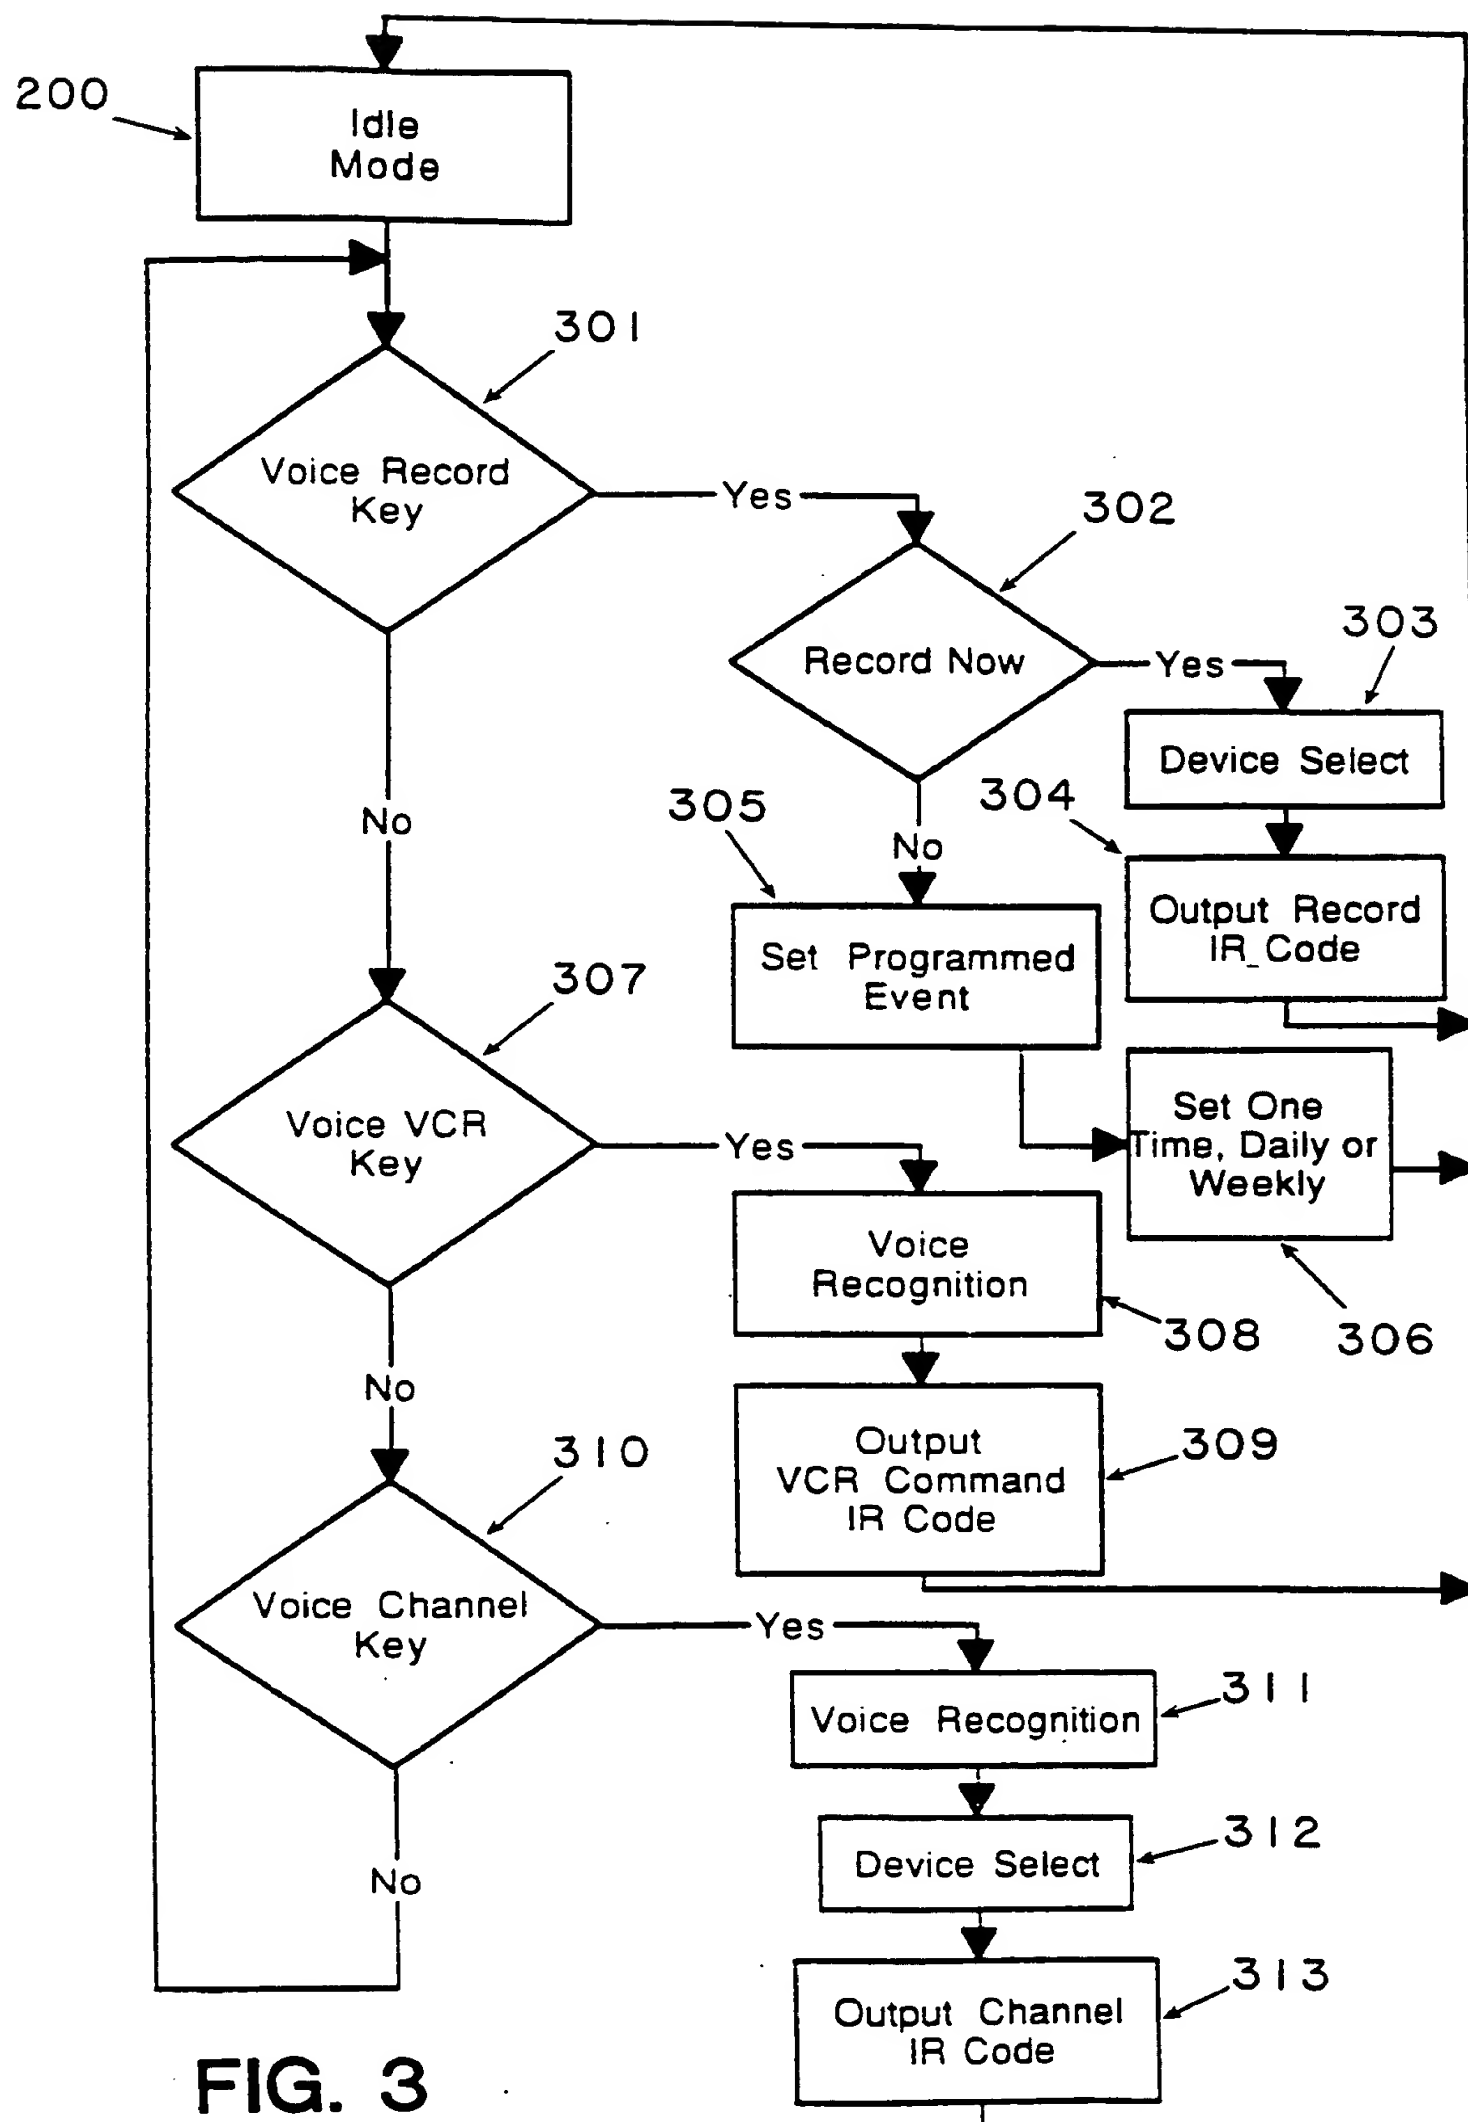 200
Idle
Mode
301
Voice Record
Key
Yes
302
Record Now
Yes
303
Device Select
304
Output Record
IR Code
No
305
No
Set Programmed
Event
307
Set One
Time, Daily or
Weekly
306
Voice VCR
Key
Yes
Voice
Recognition
308
No
310
Output
VCR Command
IR Code
309
Voice Channel
Key
Yes
311
Voice Recognition
312
Device Select
No
313
Output Channel
IR Code
FIG. 3